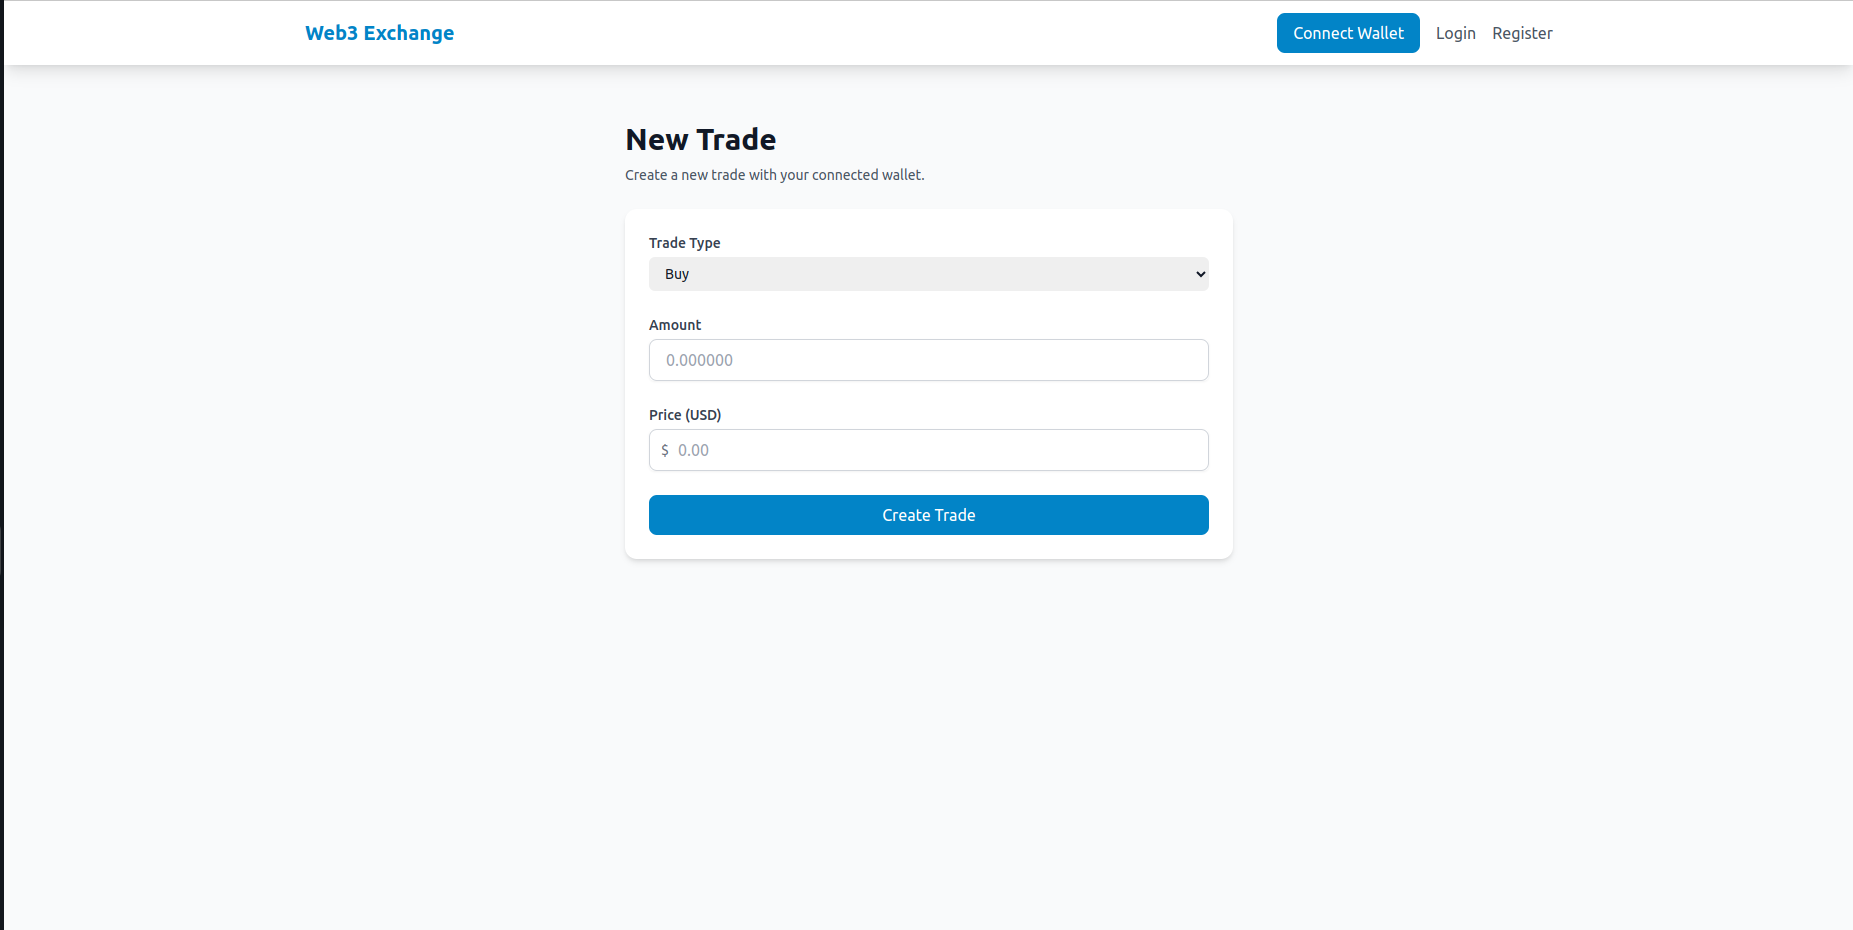 Web3 Exchange
Connect Wallet
Login
Register
New Trade
Create a new trade with your connected wallet.
Trade Type
Buy
Amount
0.000000
Price (USD)
$ 0.00
Create Trade